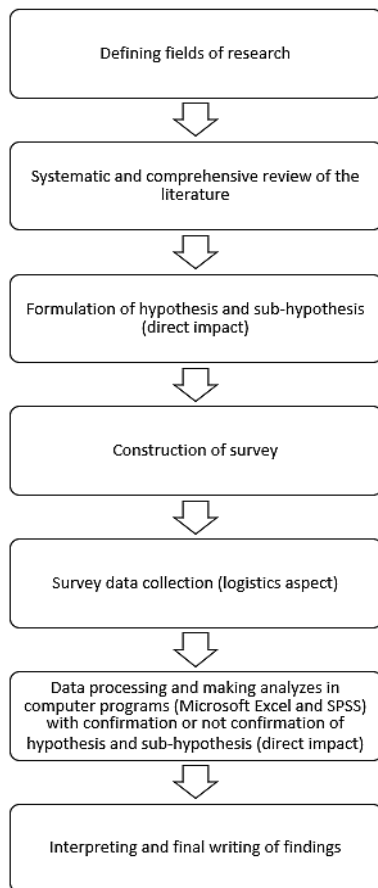 Defining fields of research
Systematic and comprehensive review of the
literature
Formulation of hypothesis and sub-hypothesis
(direct impact)
Construction of survey
Survey data collection (logistics aspect)
Data processing and making analyzes in
computer programs (Microsoft Excel and SPSS)
with confirmation or not confirmation of
hypothesis and sub-hypothesis (direct impact)
Interpreting and final writing of findings